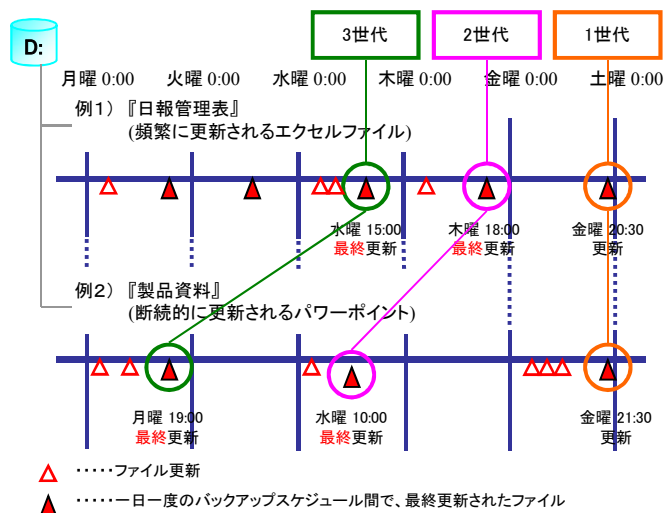 3世代 2世代 1世代
D:
月曜 0:00 火曜 0:00 水曜 0:00 木曜 0:00 金曜 0:00 土曜 0:00
例1) 『日報管理表』
(頻繁に更新されるエクセルファイル)
水曜 15:00 木曜 18:00 金曜 20:30
最終更新 最終更新 更新
例2) 『製品資料』
(断続的に更新されるパワーポイント)
月曜 19:00 水曜 10:00 金曜 21:30
最終更新 最終更新 更新
·····ファイル更新
·····一日一度のバックアップスケジュール間で、最終更新されたファイル